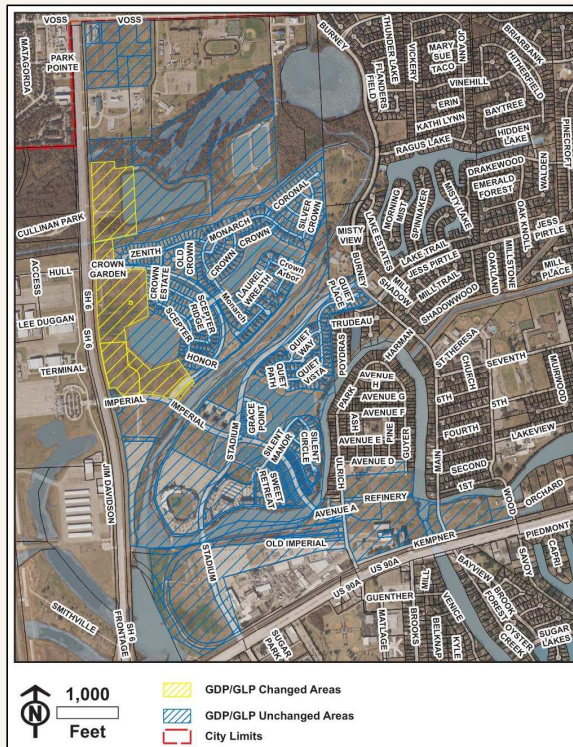 VOSS
VOSS
MATAGORDA
PARK
POINTE
BURNEY
THUNDER LAKE
FLANDERS
FIELD
VICKERY
JO ANN
MARY
SUE
TACO
BRIARBANK
HITHERFIELD
VINEHILL
ERIN
BAYTREE
KATHI LYNN
PINECROFT
HIDDEN
LAKE
RAGUS LAKE
WALDEN
DRAKEWOOD
EMERALD
FOREST
CORONAL
SILVER
CROWN
MORNING
MIST
SPINNAKER
MISTY LAKE
OAK KNOLL
CULLINAN PARK
MONARCH
MISTY
VIEW
LAKE ESTATES
JESS
PIRTLE
ZENITH
OLD
CROWN
CROWN
CROWN
LAKE TRAIL
JESS PIRTLE
OAKLAND
MILLSTONE
MILL
PLACE
CROWN
GARDEN
CROWN
ESTATE
LAUREL
WREATH
Crown
Arbor
BURNEY
MILL
SHADOW
MILL TRAIL
ACCESS
HULL
SH 6
SCEPTER
RIDGE
Monarch
QUIET
PLACE
SHADOWWOOD
LEE DUGGAN
SCEPTER
TRAUDEAU
SH 6
HONOR
QUIET
WAY
POYDRAS
HARMAN
ST-THERESA
SEVENTH
TERMINAL
QUIET
PATH
QUIET
VISTA
AVENUE
H
CHURCH
6TH
MUIRWOOD
IMPERIAL
IMPERIAL
PARK
AVENUE G
5TH
GRACE
POINT
ASH
AVENUE F
PINE
GUYER
FOURTH
LAKEVIEW
STADIUM
SILENT
MANOR
SILENT
CIRCLE
AVENUE E
MAIN
JIM DAVIDSON
ULRICH
AVENUE D
SECOND
SWEET
RETREAT
1ST
WOOD
ORCHARD
REFINERY
AVENUE A
OLD IMPERIAL
KEMPNER
PIEDMONT
STADIUM
US 90A
US 90A
BAYVIEW
SAVOY
CAPRI
SMITHVILLE
SH 6
FRONTAGE
GUENTHER
MILL
VENICE
BROOK
FOREST
OYSTER
CREEK
SUGAR
PARK
MATLAGE
BROOKS
BELKNAP
KYLE
SUGAR
LAKES
N
1,000
Feet
GDP/GLP Changed Areas
GDP/GLP Unchanged Areas
City Limits